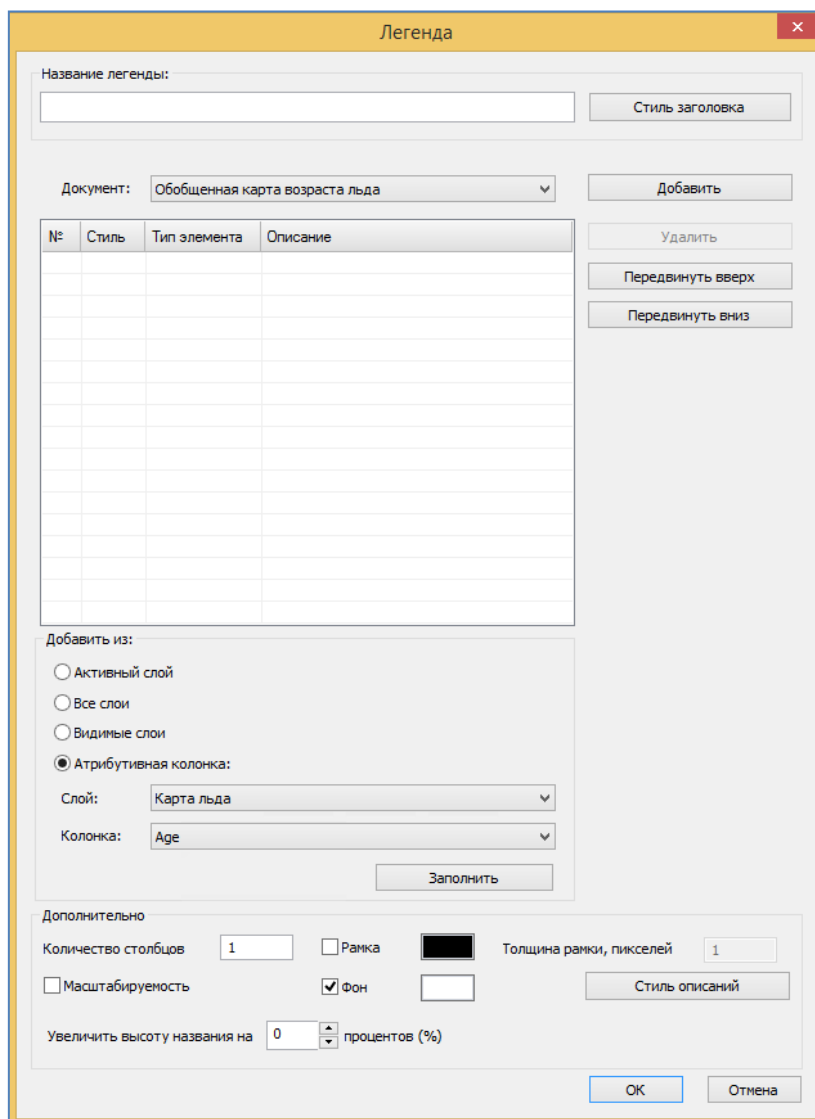 Легенда
Название легенды:
Стиль заголовка
Документ: Обобщенная карта возраста льда Добавить
№ Стиль Тип элемента Описание Удалить
Передвинуть вверх
Передвинуть вниз
Добавить из:
Активный слой
Все слои
Видимые слои
Атрибутивная колонка:
Слой: Карта льда
Колонка: Age
Заполнить
Дополнительно
Количество столбцов 1 Рамка Толщина рамки, пикселей 1
Масштабируемость Фон Стиль описаний
Увеличить высоту названия на 0 процентов (%)
ОК Отмена